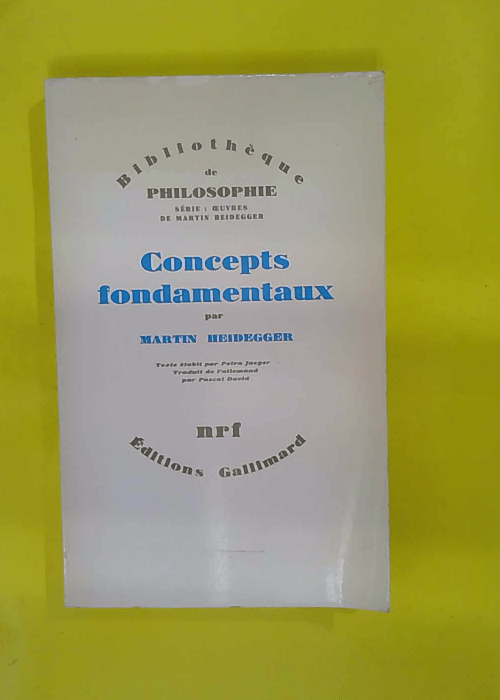 Bibliothèque
de
PHILOSOPHIE
SÉRIE : ŒUVRES
DE MARTIN HEIDEGGER
Concepts
fondamentaux
par
MARTIN HEIDEGGER
Texte établi par Petra Jaeger
Traduit de l'allemand
par Pascal David
nrf
Éditions Gallimard